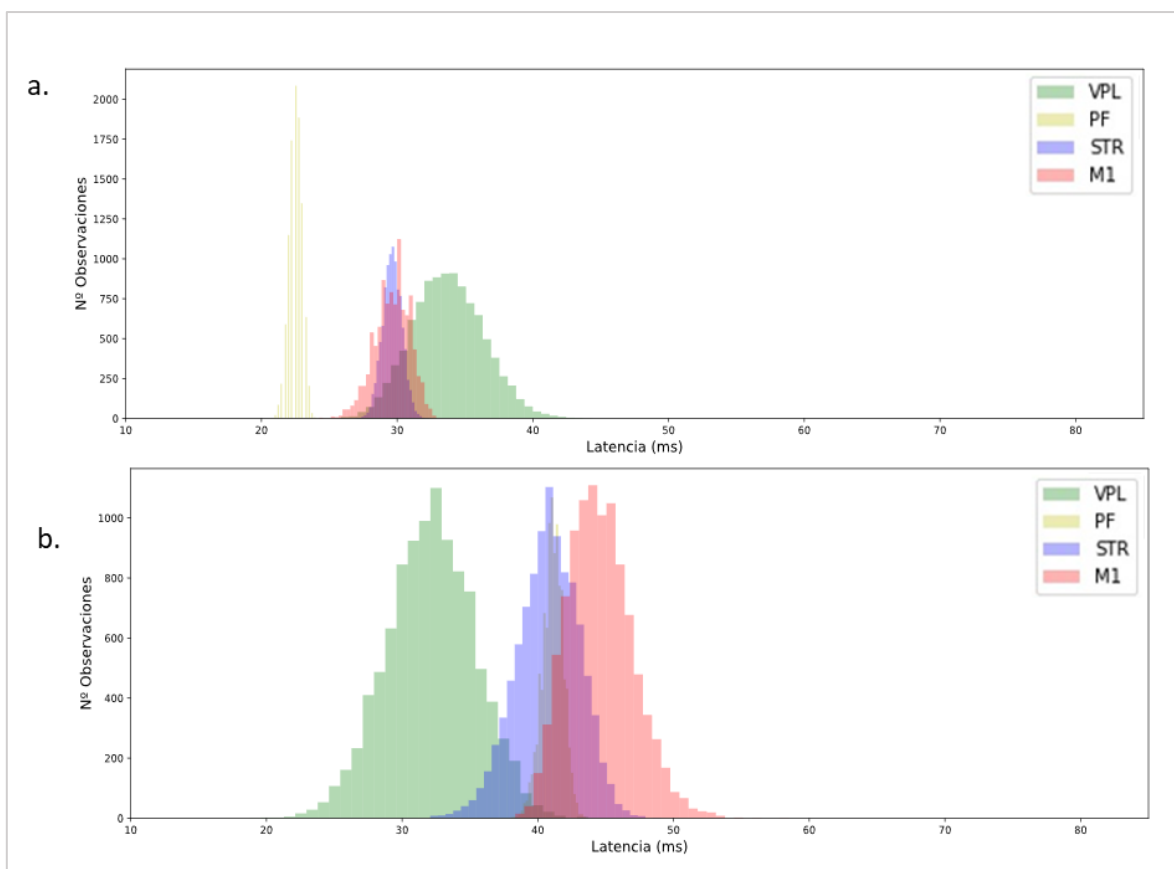 a.
2000
1750
1500
1250
1000
750
500
250
0
Nº Observaciones
10 20 30 40 50 60 70 80
Latencia (ms)
VPL
PF
STR
M1
b.
1000
800
600
400
200
0
Nº Observaciones
10 20 30 40 50 60 70 80
Latencia (ms)
VPL
PF
STR
M1